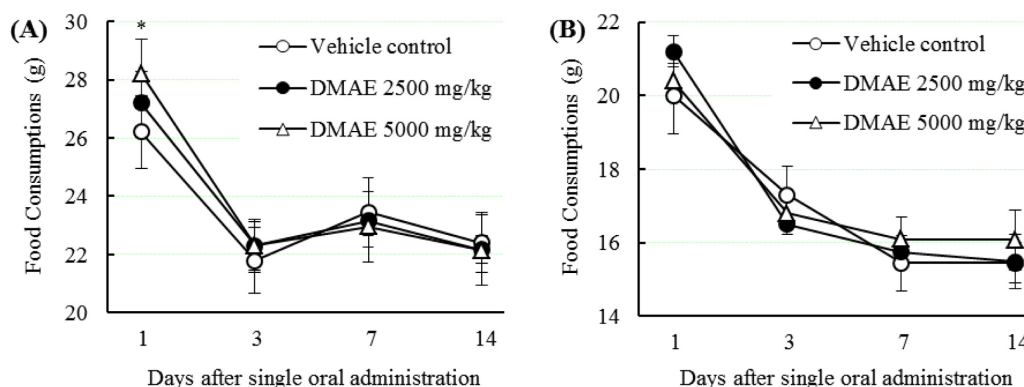 (A)
Food Consumptions (g)
30
28
26
24
22
20
*
Vehicle control
DMAE 2500 mg/kg
DMAE 5000 mg/kg
1 3 7 14
Days after single oral administration
(B)
Food Consumptions (g)
22
20
18
16
14
Vehicle control
DMAE 2500 mg/kg
DMAE 5000 mg/kg
1 3 7 14
Days after single oral administration